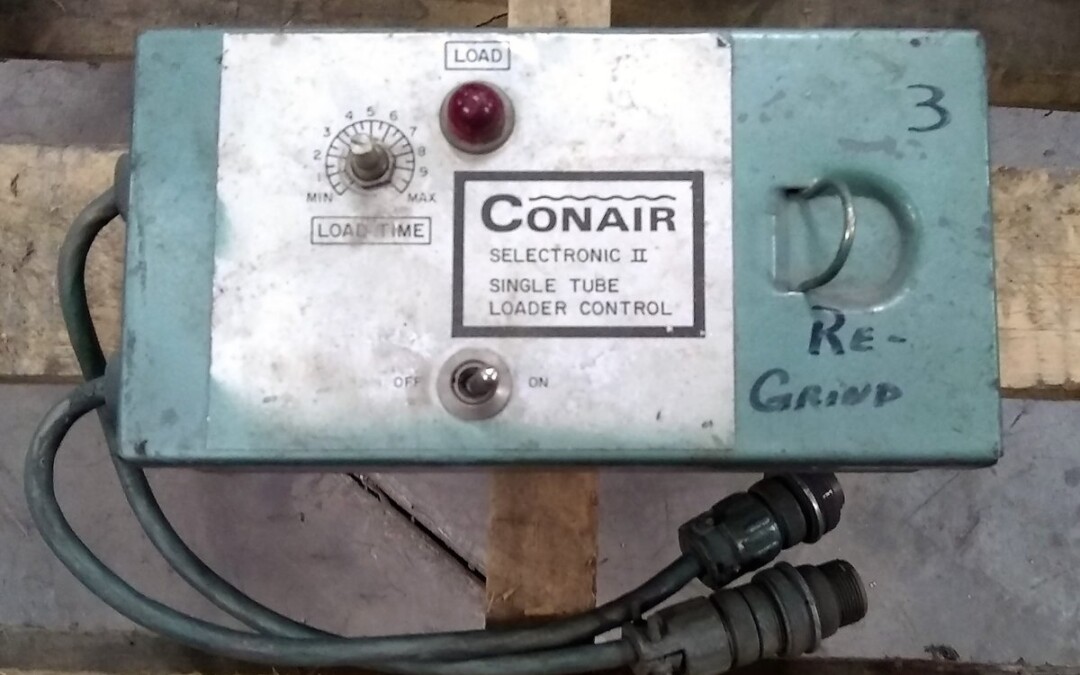 LOAD
1 2 3 4 5 6 7 8 9
MIN MAX
LOAD TIME
CONAIR
SELECTRONIC II
SINGLE TUBE
LOADER CONTROL
OFF ON
3
RE-
GRIND